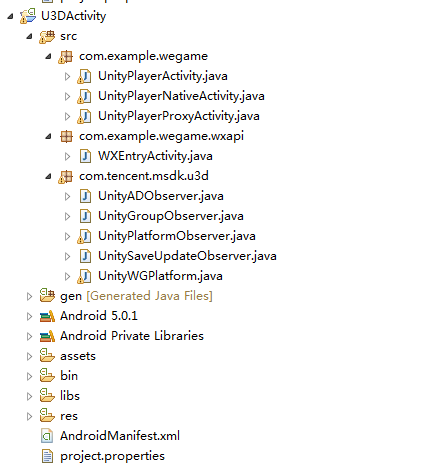 U3DActivity
src
com.example.wegame
UnityPlayerActivity.java
UnityPlayerNativeActivity.java
UnityPlayerProxyActivity.java
com.example.wegame.wxapi
WXEntryActivity.java
com.tencent.msdk.u3d
UnityADObserver.java
UnityGroupObserver.java
UnityPlatformObserver.java
UnitySaveUpdateObserver.java
UnityWGPlatform.java
gen [Generated Java Files]
Android 5.0.1
Android Private Libraries
assets
bin
libs
res
AndroidManifest.xml
project.properties